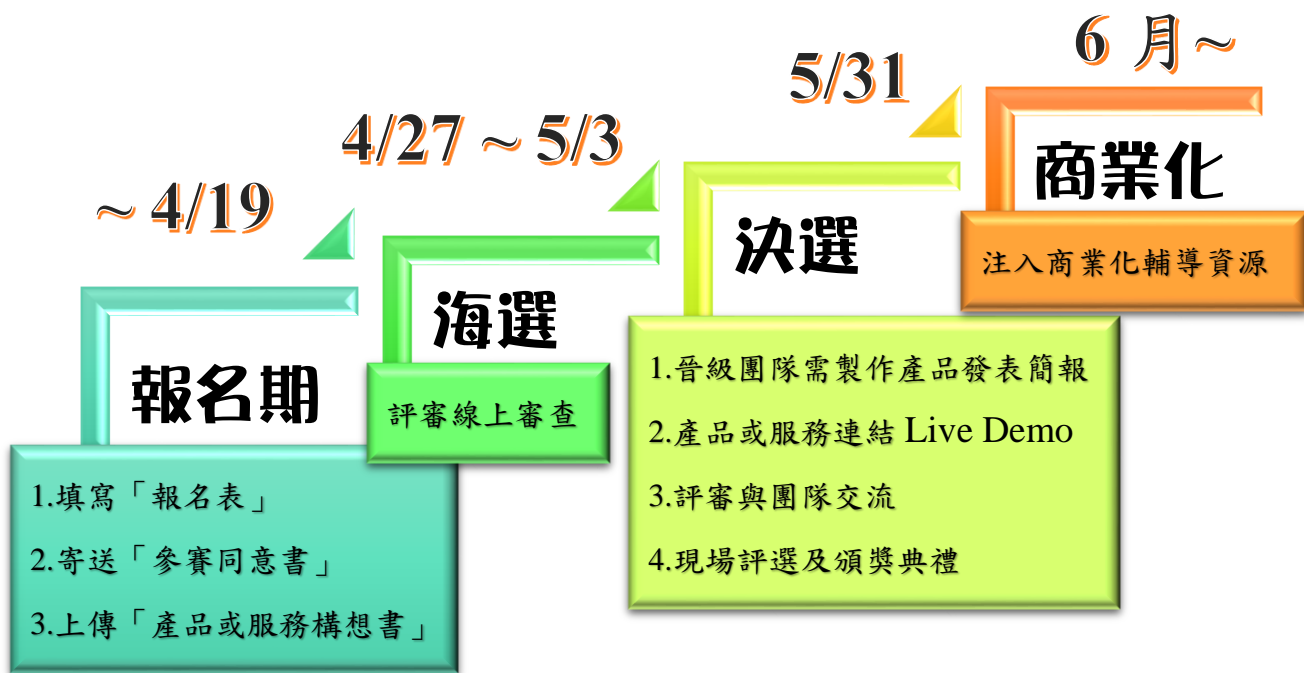 ~ 4/19
報名期
1.填寫「報名表」
2.寄送「參賽同意書」
3.上傳「產品或服務構想書」
4/27 ~ 5/3
海選
評審線上審查
5/31
決選
1.晉級團隊需製作產品發表簡報
2.產品或服務連結 Live Demo
3.評審與團隊交流
4.現場評選及頒獎典禮
6 月~
商業化
注入商業化輔導資源